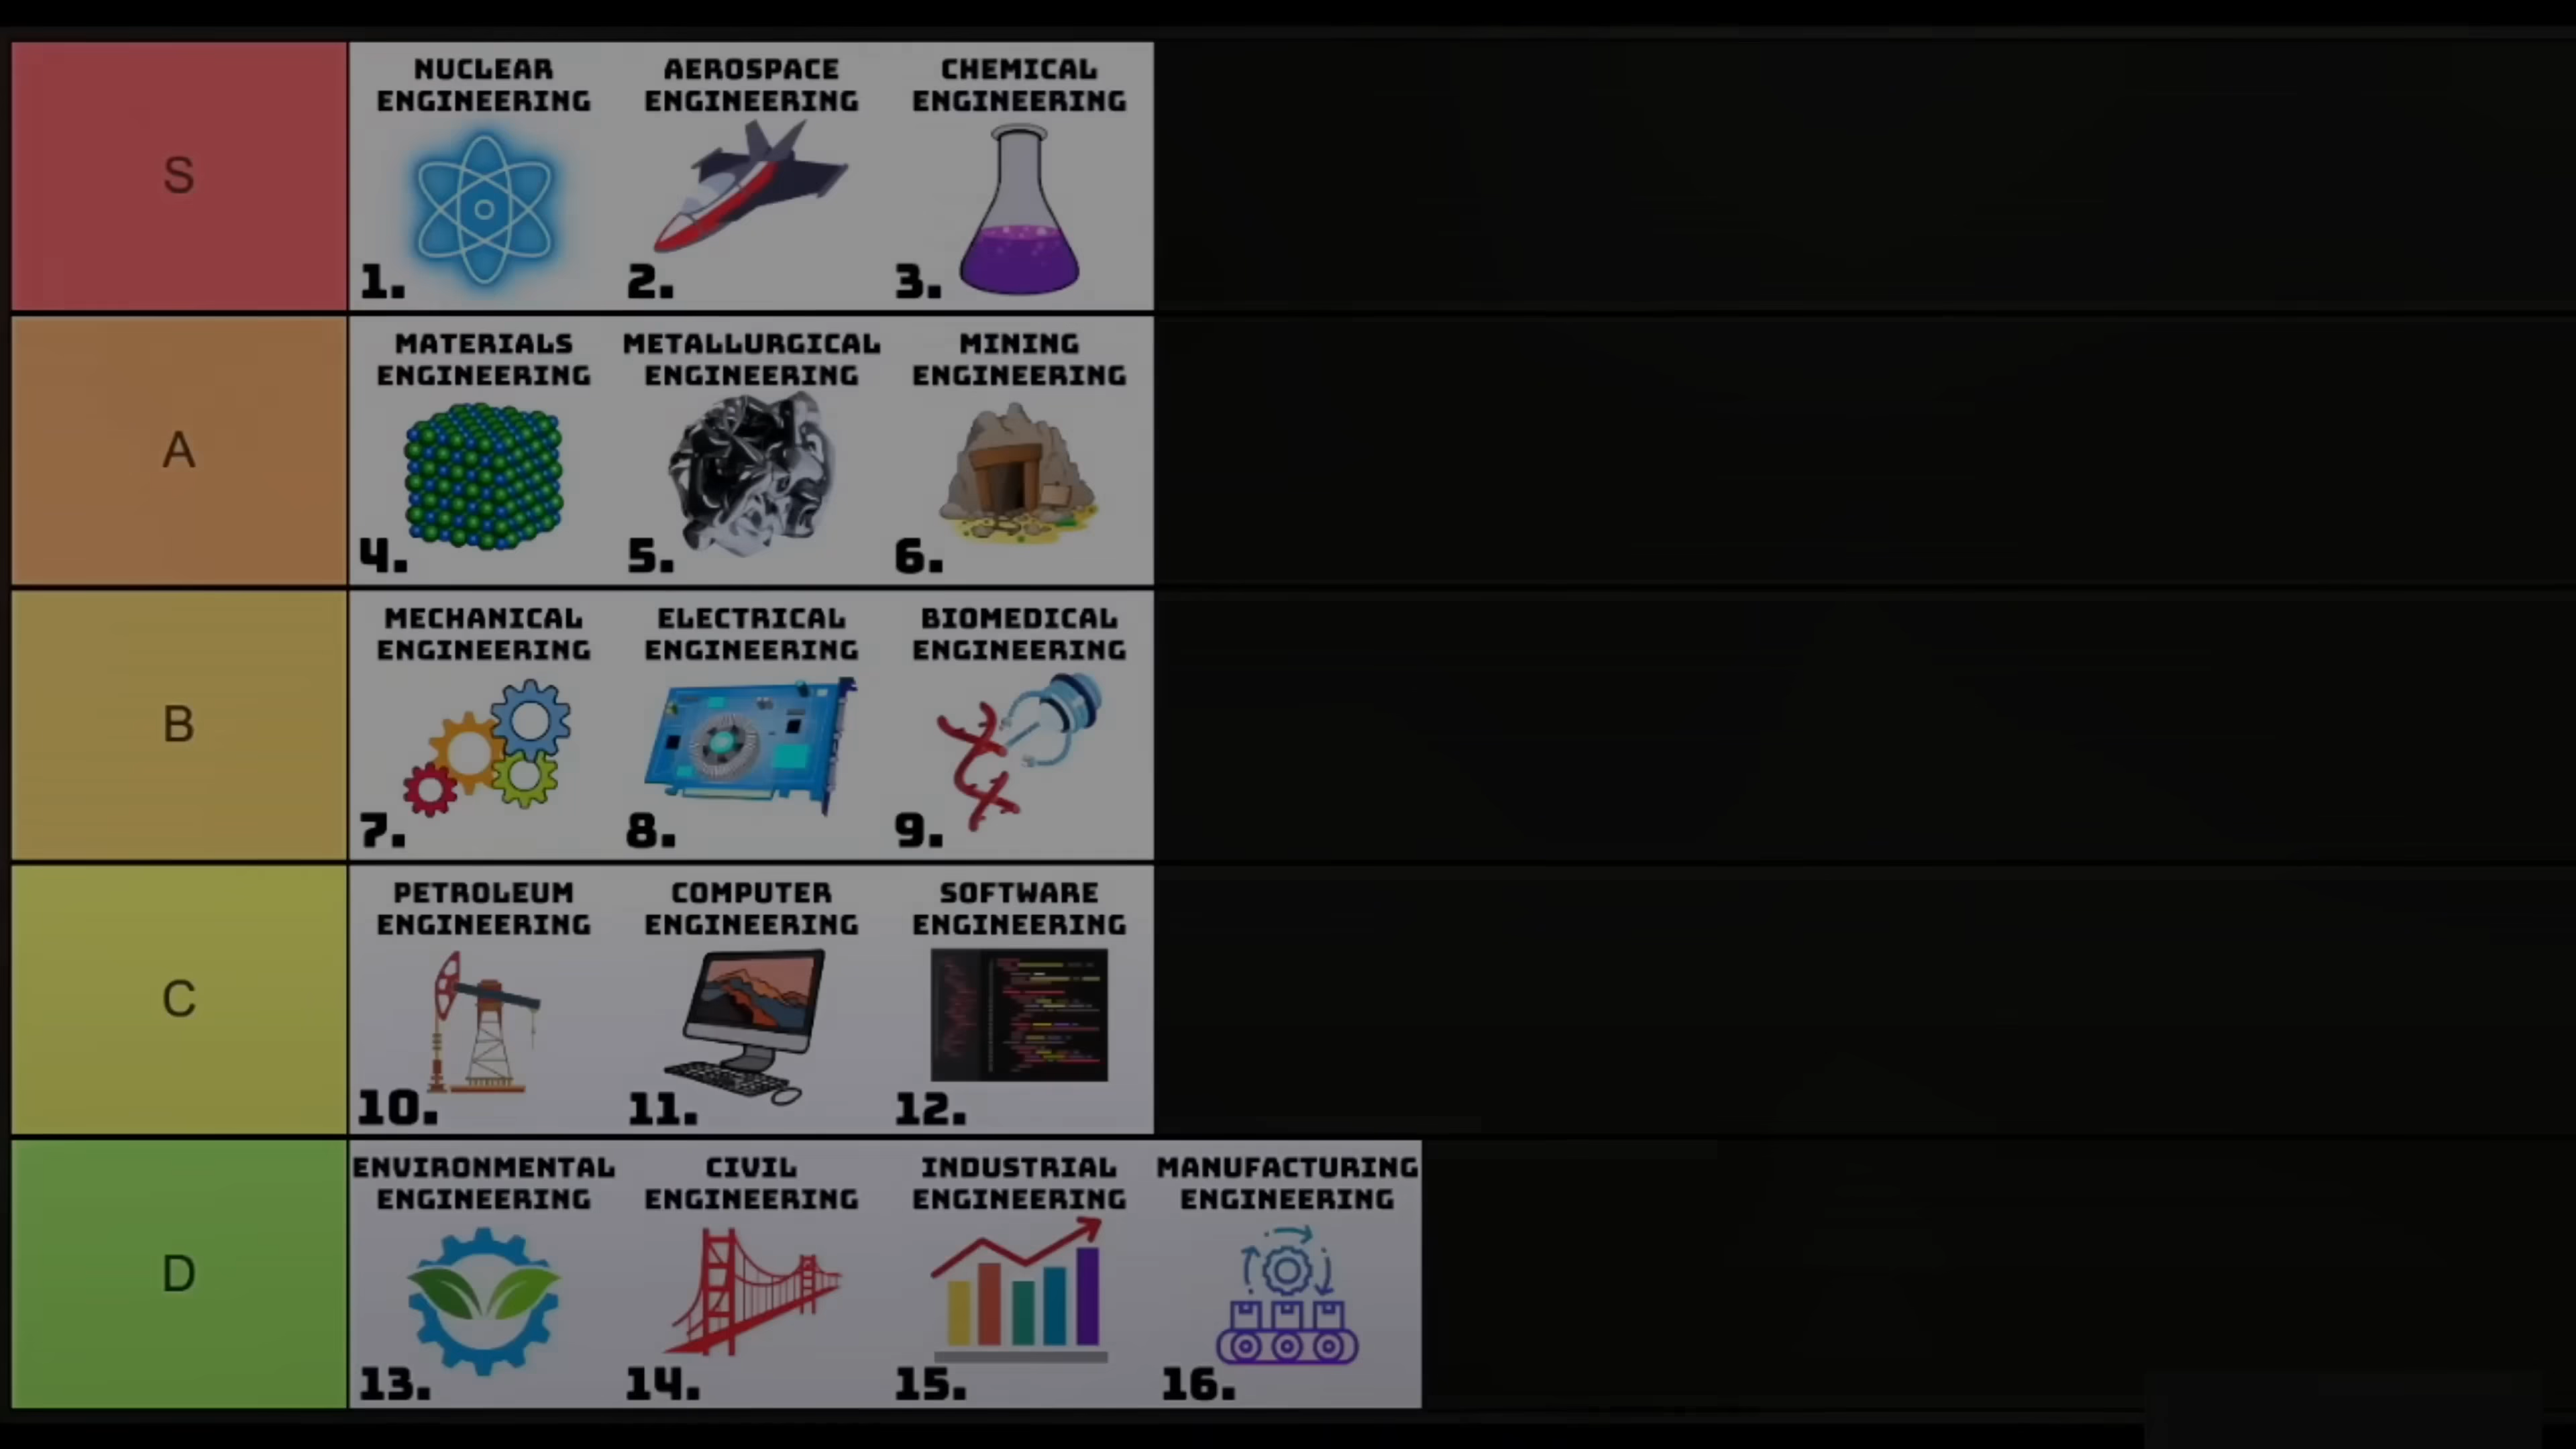 S
NUCLEAR
ENGINEERING
1.
AEROSPACE
ENGINEERING
2.
CHEMICAL
ENGINEERING
3.
A
MATERIALS
ENGINEERING
4.
METALLURGICAL
ENGINEERING
5.
MINING
ENGINEERING
6.
B
MECHANICAL
ENGINEERING
7.
ELECTRICAL
ENGINEERING
8.
BIOMEDICAL
ENGINEERING
9.
C
PETROLEUM
ENGINEERING
10.
COMPUTER
ENGINEERING
11.
SOFTWARE
ENGINEERING
12.
D
ENVIRONMENTAL
ENGINEERING
13.
CIVIL
ENGINEERING
14.
INDUSTRIAL
ENGINEERING
15.
MANUFACTURING
ENGINEERING
16.